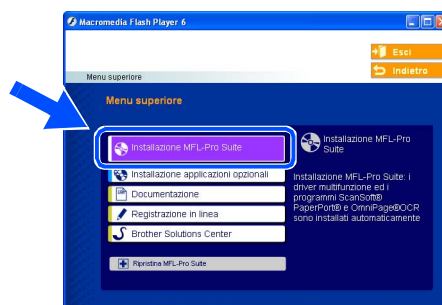 Macromedia Flash Player 6
Esci
Indietro
Menu superiore
Menu superiore
Installazione MFL-Pro Suite
Installazione applicazioni opzionali
Documentazione
Registrazione in linea
Brother Solutions Center
Ripristina MFL-Pro Suite
Installazione MFL-Pro
Suite
Installazione MFL-Pro Suite: i
driver multifunzione ed i
programmi ScanSoft®
PaperPort® e OmniPage®OCR
sono installati automaticamente